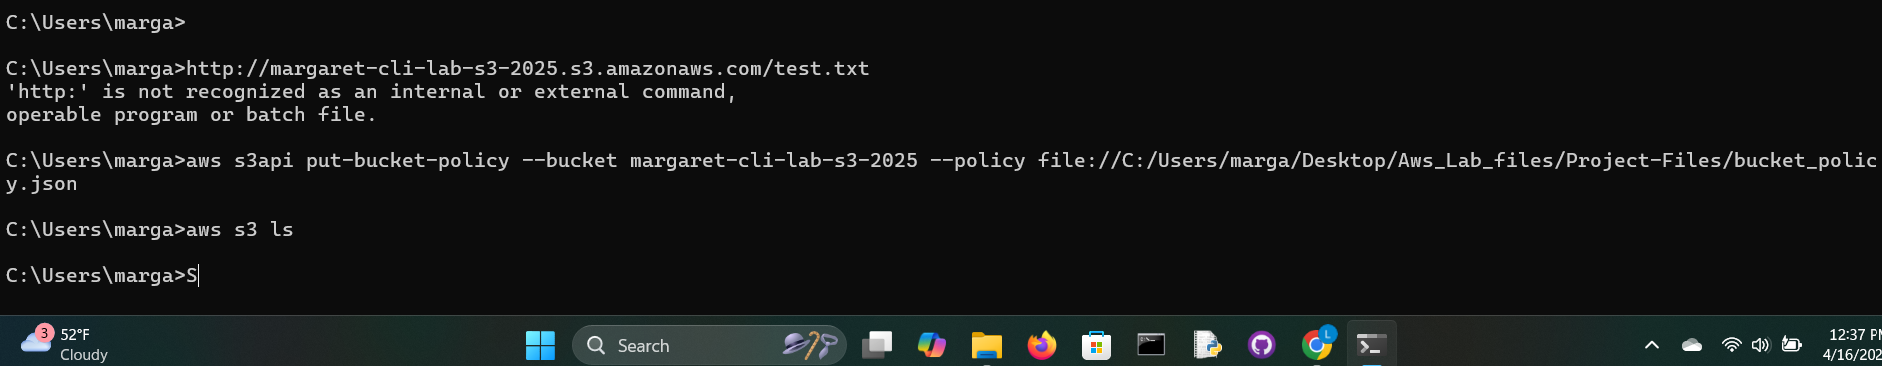 C:\Users\marga>
C:\Users\marga>http://margaret-cli-lab-s3-2025.s3.amazonaws.com/test.txt
'http:' is not recognized as an internal or external command,
operable program or batch file.
C:\Users\marga>aws s3api put-bucket-policy --bucket margaret-cli-lab-s3-2025 --policy file://C:/Users/marga/Desktop/Aws_Lab_files/Project-Files/bucket_polic
y.json
C:\Users\marga>aws s3 ls
C:\Users\marga>S
3
52°F
Cloudy
Search
L
12:37 PM
4/16/202